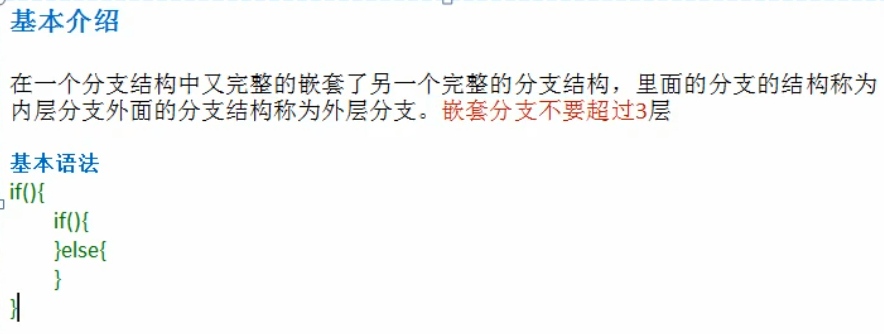 基本介绍
在一个分支结构中又完整的嵌套了另一个完整的分支结构，里面的分支的结构称为
内层分支外面的分支结构称为外层分支。嵌套分支不要超过3层
基本语法
if(){
if(){
}else{
}
}